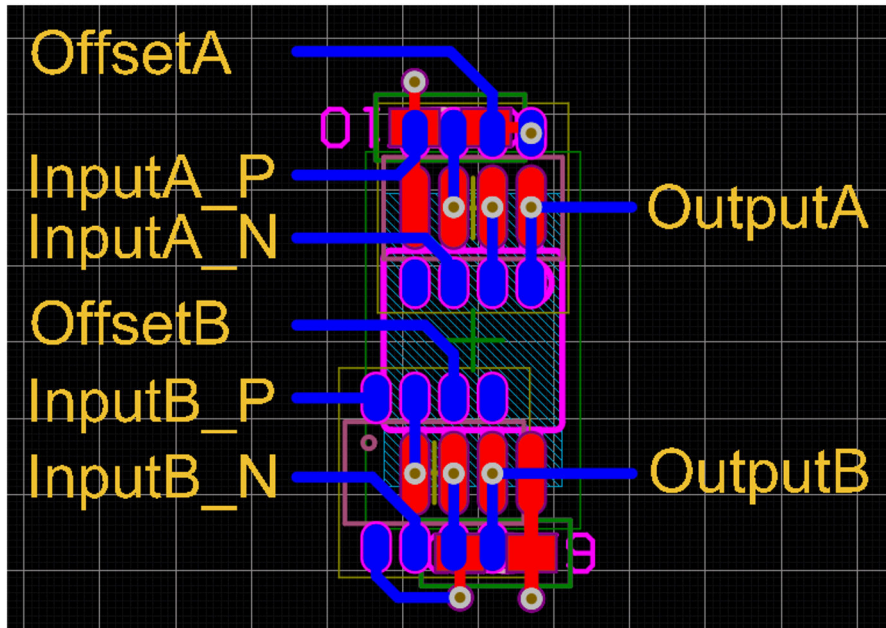 OffsetA
InputA_P
InputA_N
OutputA
OffsetB
InputB_P
InputB_N
OutputB